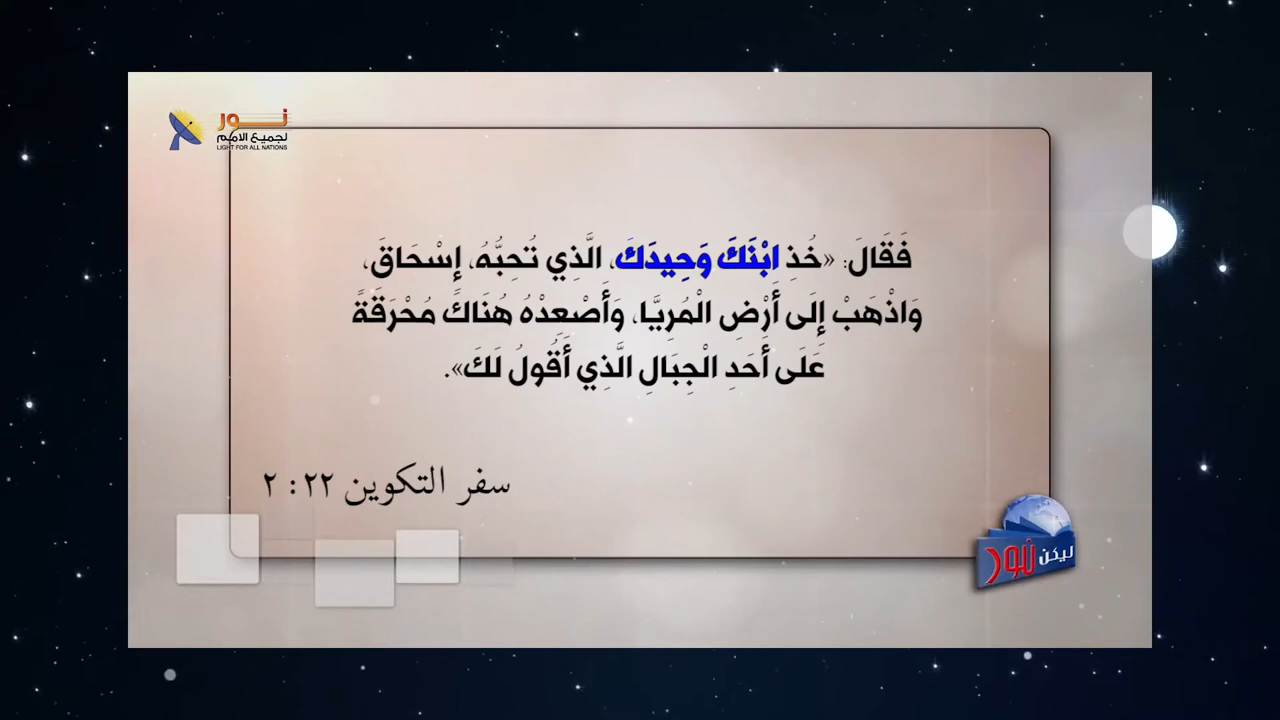 نور
لجميع الامم
LIGHT FOR ALL NATIONS
فَقَالَ: «خُذِ ابْنَكَ وَحِيدَكَ، الَّذِي تُحِبُّهُ، إِسْحَاقَ،
وَاذْهَبْ إِلَى أَرْضِ الْمُرِيَّا، وَأَصْعِدْهُ هُنَاكَ مُحْرَقَةً
عَلَى أَحَدِ الْجِبَالِ الَّذِي أَقُولُ لَكَ».
سفر التكوين ٢٢: ٢
ليكن نور